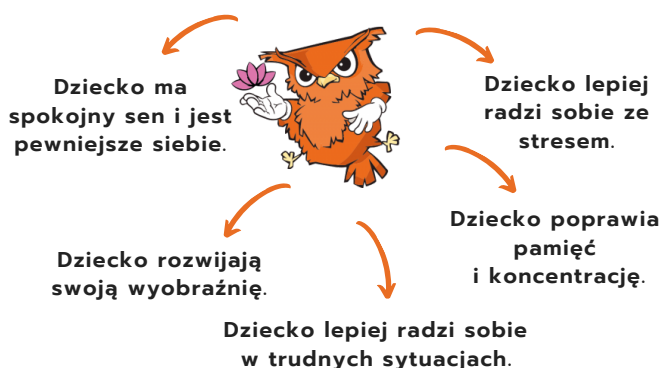 Dziecko ma
spokojny sen i jest
pewniejsze siebie.
Dziecko lepiej
radzi sobie ze
stresem.
Dziecko rozwijają
swoją wyobraźnię.
Dziecko poprawia
pamięć
i koncentrację.
Dziecko lepiej radzi sobie
w trudnych sytuacjach.